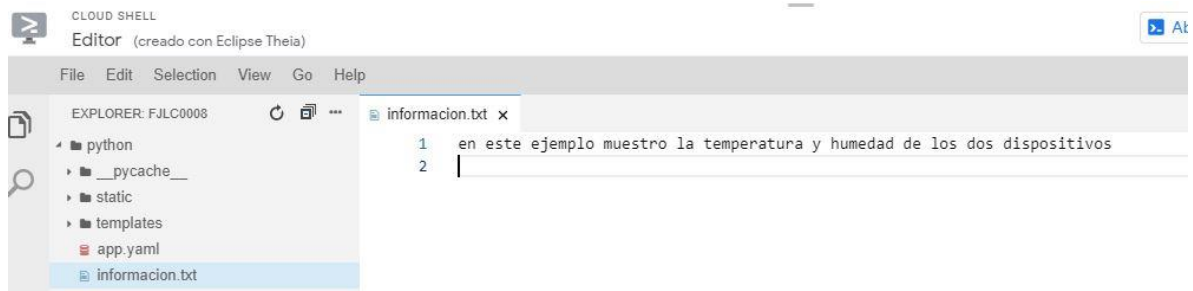 CLOUD SHELL
Editor (creado con Eclipse Theia)
Ab
File Edit Selection View Go Help
EXPLORER: FJLC0008
informacion.txt
python
1 en este ejemplo muestro la temperatura y humedad de los dos dispositivos
__pycache__
2
static
templates
app.yaml
informacion.txt